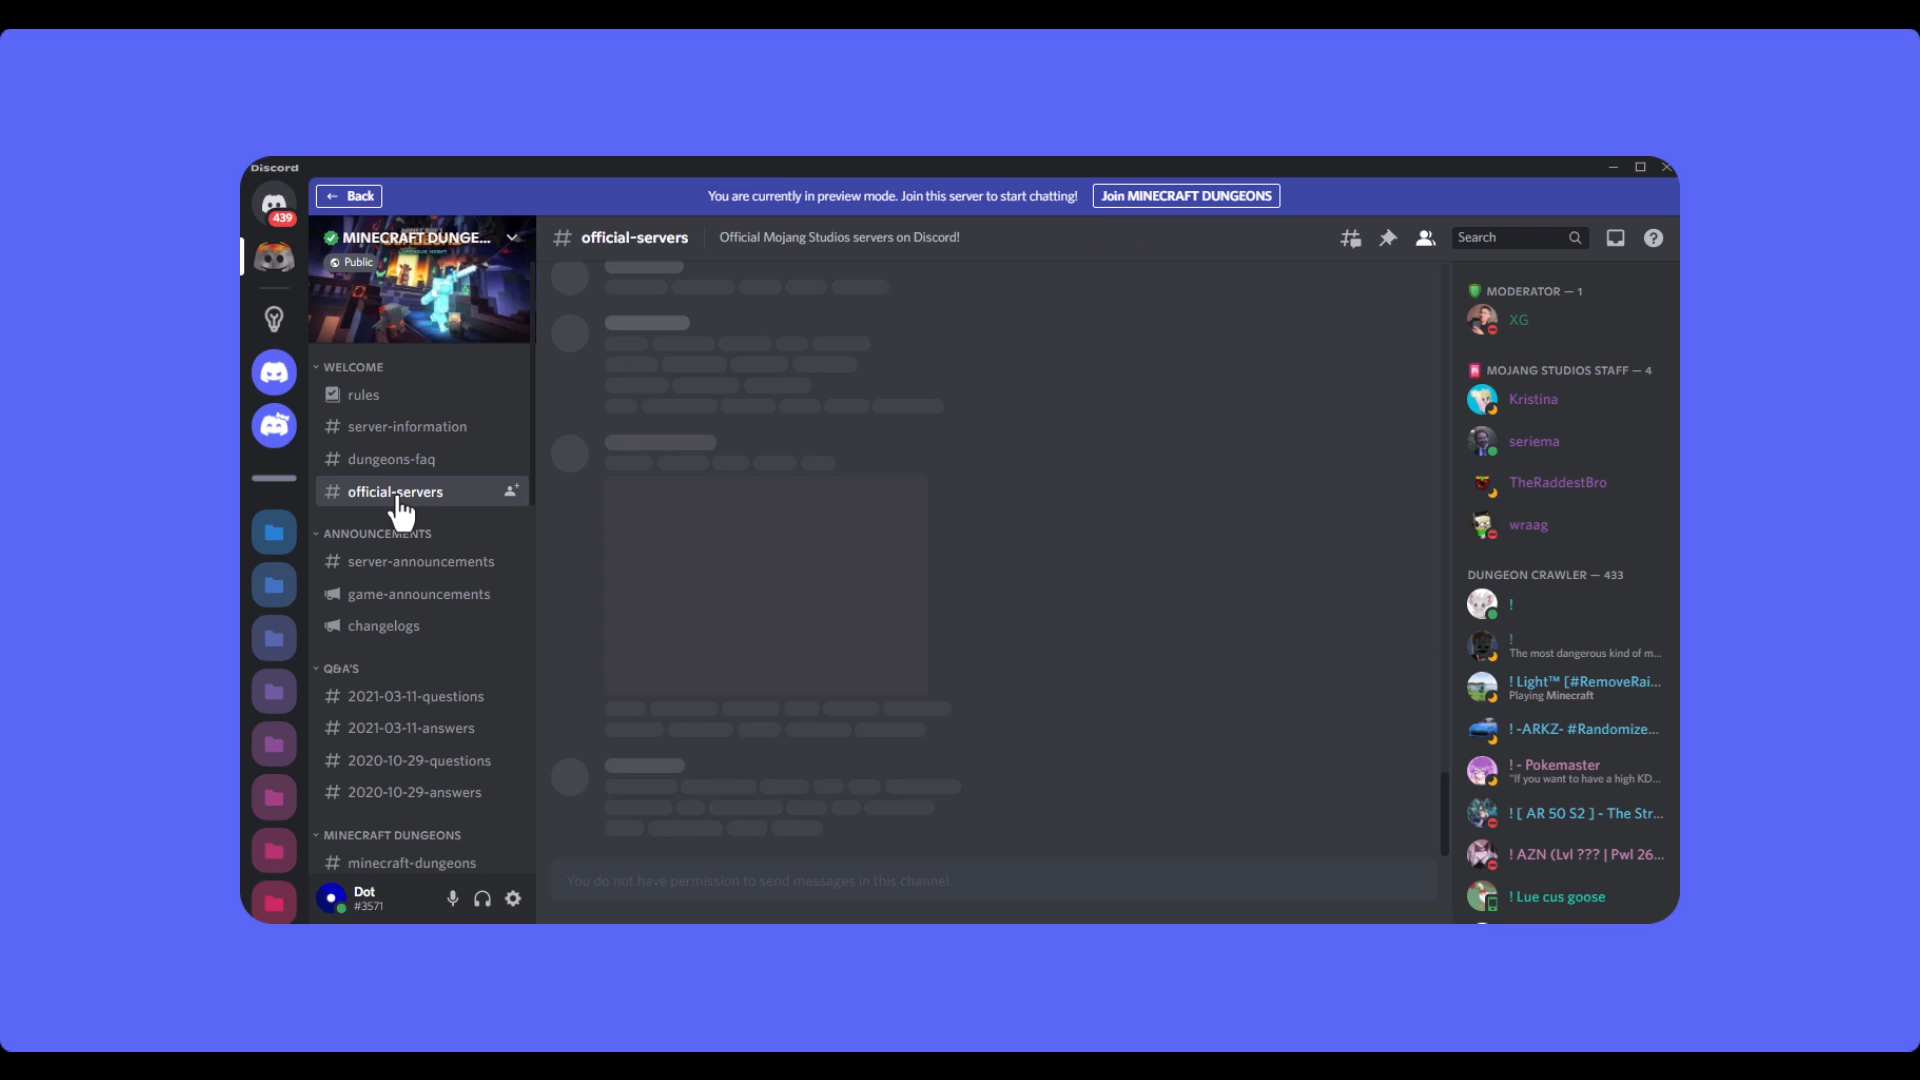 Discord
← Back
You are currently in preview mode. Join this server to start chatting!
Join MINECRAFT DUNGEONS
439
MINECRAFT DUNGE...
Public
WELCOME
rules
# server-information
# dungeons-faq
# official-servers
ANNOUNCEMENTS
# server-announcements
game-announcements
changelogs
Q&A'S
# 2021-03-11-questions
# 2021-03-11-answers
# 2020-10-29-questions
# 2020-10-29-answers
MINECRAFT DUNGEONS
# minecraft-dungeons
Dot
#3571
# official-servers
Official Mojang Studios servers on Discord!
Search
You do not have permission to send messages in this channel.
MODERATOR — 1
XG
MOJANG STUDIOS STAFF — 4
Kristina
seriema
TheRaddestBro
wraag
DUNGEON CRAWLER — 433
!
!
The most dangerous kind of m...
! Light™ [#RemoveRai...
Playing Minecraft
! -ARKZ- #Randomize...
! - Pokemaster
"If you want to have a high KD...
! [ AR 50 S2 ] - The Str...
! AZN (Lvl ??? | Pwl 26...
! Lue cus goose